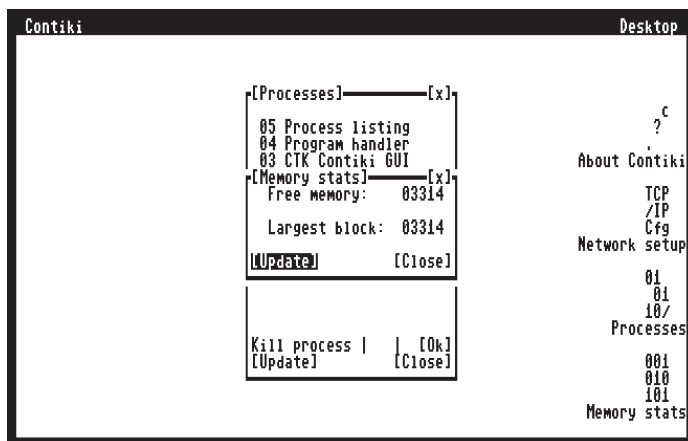 Contiki Desktop
[Processes] [x]
05 Process listing
04 Program handler
03 CTK Contiki GUI
[Memory stats] [x]
Free memory: 03314
Largest block: 03314
[Update] [Close]
Kill process | | [Ok]
[Update] [Close]
c
?
.
About Contiki
TCP
/IP
Cfg
Network setup
01
01
10/
Processes
001
010
101
Memory stats